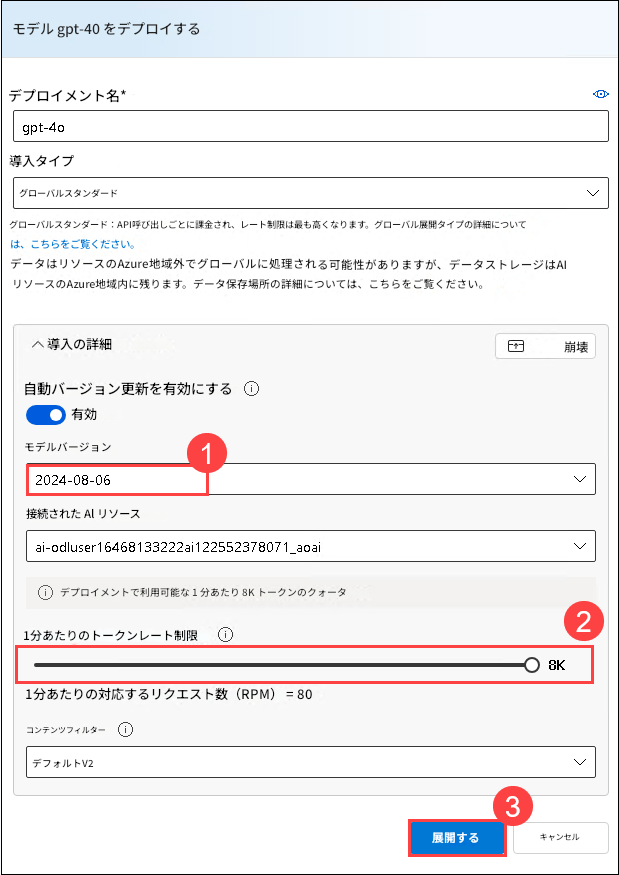 モデル gpt-40 をデプロイする
デプロイメント名*
gpt-4o
導入タイプ
グローバルスタンダード
グローバルスタンダード：API呼び出しごとに課金され、レート制限は最も高くなります。グローバル展開タイプの詳細について
は、こちらをご覧ください。
データはリソースのAzure地域外でグローバルに処理される可能性がありますが、データストレージはAI
リソースのAzure地域内に残ります。データ保存場所の詳細については、こちらをご覧ください。
導入の詳細
崩壊
自動バージョン更新を有効にする
有効
モデルバージョン
1
2024-08-06
接続された AI リソース
ai-odluser16468133222ai122552378071_aoai
デプロイメントで利用可能な 1 分あたり 8K トークンのクォータ
2
1分あたりのトークンレート制限
8K
1分あたりの対応するリクエスト数（RPM） = 80
コンテンツフィルター
デフォルトV2
3
展開する
キャンセル